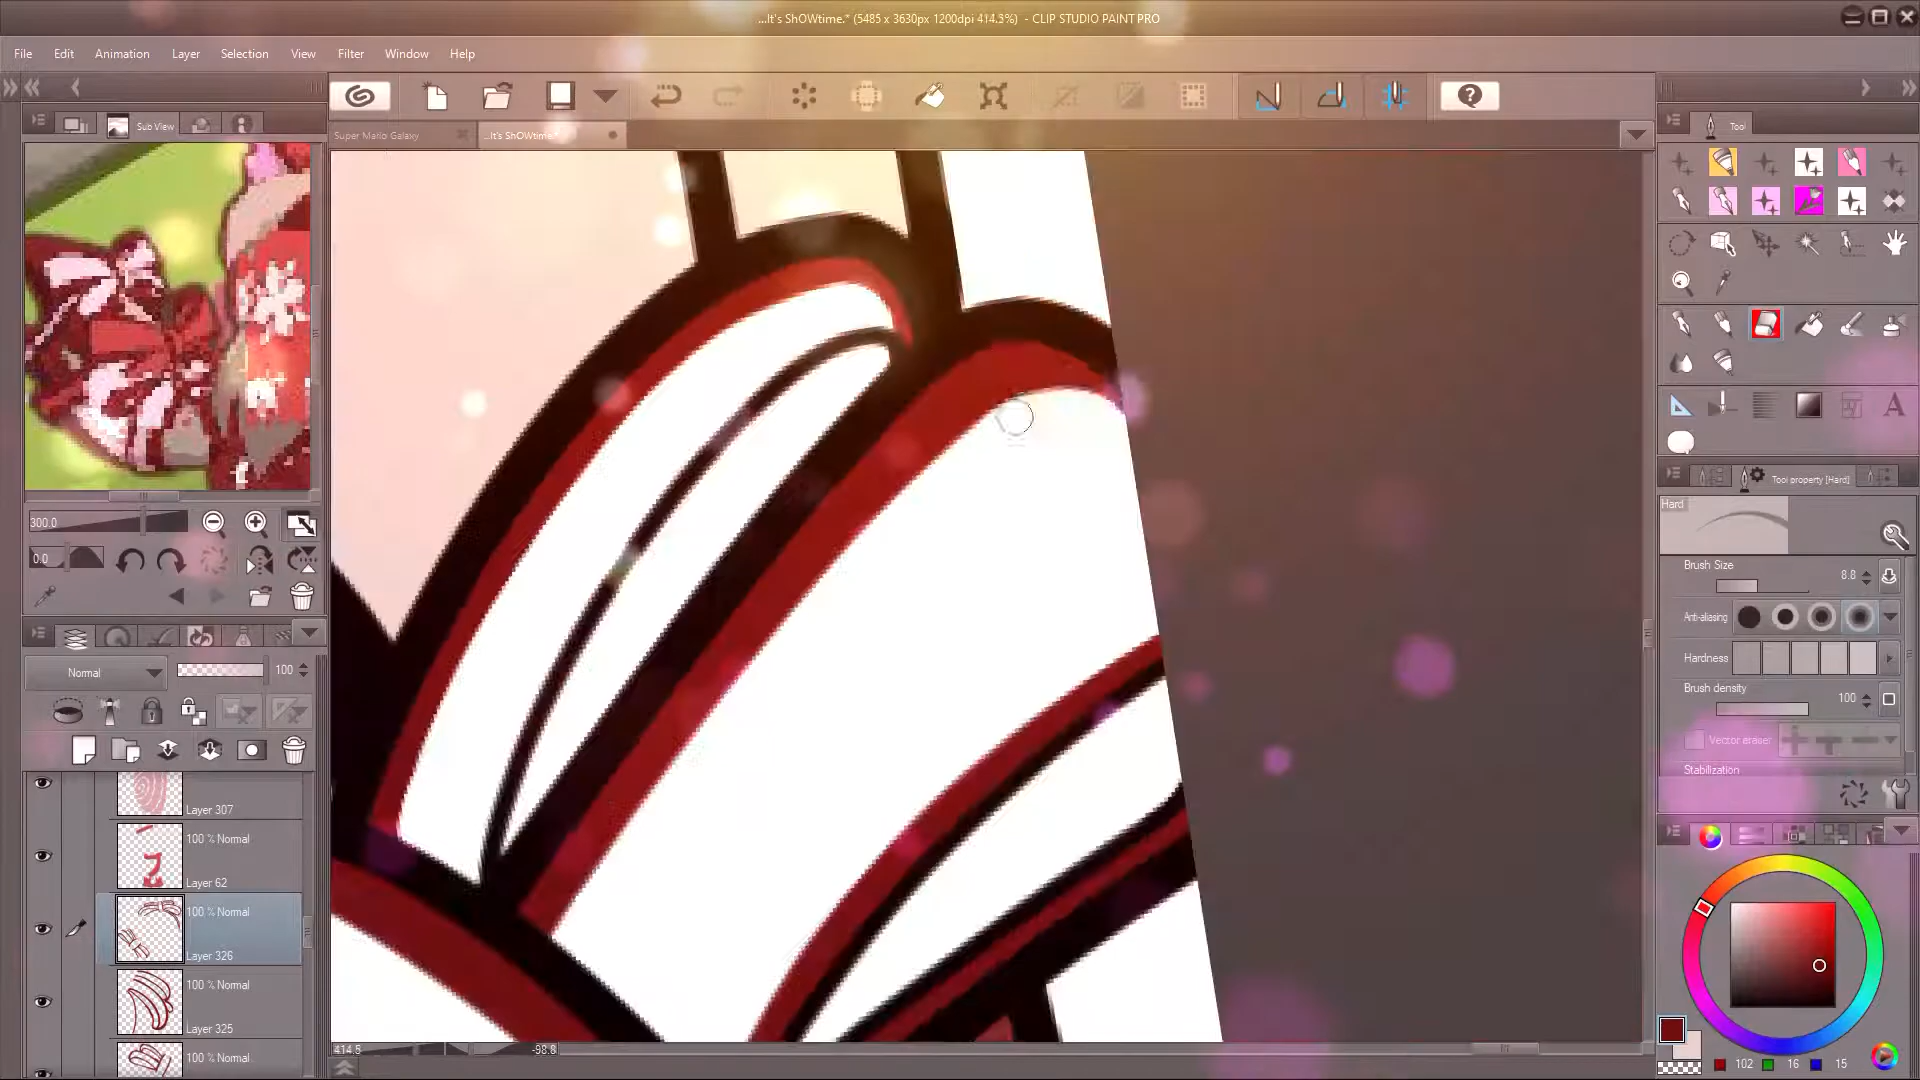 ...It's ShOWtime.* (5485 x 3630px 1200dpi 414.3%) - CLIP STUDIO PAINT PRO
File Edit Animation Layer Selection View Filter Window Help
Sub View
Super Mario Galaxy
...It's ShOWtime.*
Tool
300.0
0.0
Tool property [Hard]
Hard
Brush Size
8.8
Anti-aliasing
Hardness
Brush density
100
Vector eraser
Stabilization
Normal
100
Layer 307
100 % Normal
Layer 62
100 % Normal
Layer 326
100 % Normal
Layer 325
100 % Normal
414.5
-98.8
102
16
15